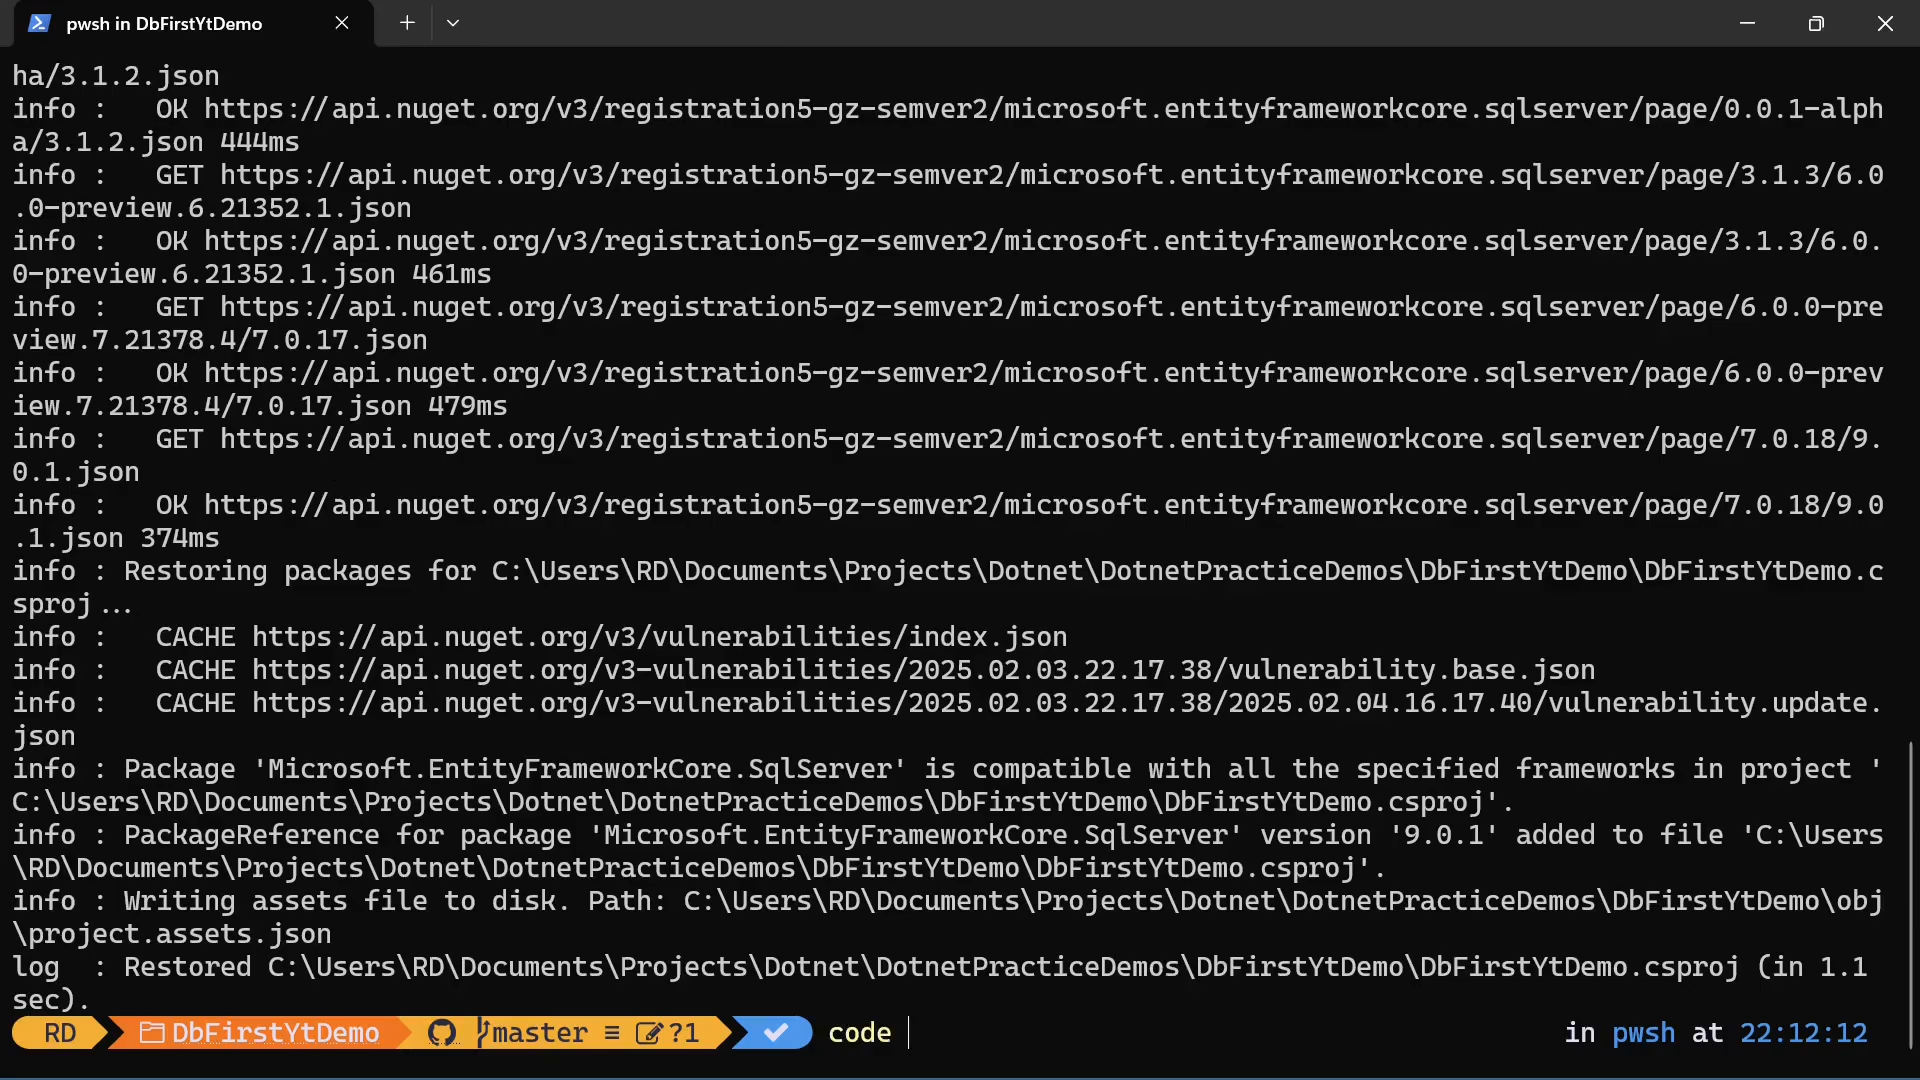 pwsh in DbFirstYtDemo
ha/3.1.2.json
info :   OK https://api.nuget.org/v3/registration5-gz-semver2/microsoft.entityframeworkcore.sqlserver/page/0.0.1-alph
a/3.1.2.json 444ms
info :   GET https://api.nuget.org/v3/registration5-gz-semver2/microsoft.entityframeworkcore.sqlserver/page/3.1.3/6.0
.0-preview.6.21352.1.json
info :   OK https://api.nuget.org/v3/registration5-gz-semver2/microsoft.entityframeworkcore.sqlserver/page/3.1.3/6.0.
0-preview.6.21352.1.json 461ms
info :   GET https://api.nuget.org/v3/registration5-gz-semver2/microsoft.entityframeworkcore.sqlserver/page/6.0.0-pre
view.7.21378.4/7.0.17.json
info :   OK https://api.nuget.org/v3/registration5-gz-semver2/microsoft.entityframeworkcore.sqlserver/page/6.0.0-prev
iew.7.21378.4/7.0.17.json 479ms
info :   GET https://api.nuget.org/v3/registration5-gz-semver2/microsoft.entityframeworkcore.sqlserver/page/7.0.18/9.
0.1.json
info :   OK https://api.nuget.org/v3/registration5-gz-semver2/microsoft.entityframeworkcore.sqlserver/page/7.0.18/9.0
.1.json 374ms
info : Restoring packages for C:\Users\RD\Documents\Projects\Dotnet\DotnetPracticeDemos\DbFirstYtDemo\DbFirstYtDemo.c
sproj...
info :   CACHE https://api.nuget.org/v3/vulnerabilities/index.json
info :   CACHE https://api.nuget.org/v3-vulnerabilities/2025.02.03.22.17.38/vulnerability.base.json
info :   CACHE https://api.nuget.org/v3-vulnerabilities/2025.02.03.22.17.38/2025.02.04.16.17.40/vulnerability.update.
json
info : Package 'Microsoft.EntityFrameworkCore.SqlServer' is compatible with all the specified frameworks in project '
C:\Users\RD\Documents\Projects\Dotnet\DotnetPracticeDemos\DbFirstYtDemo\DbFirstYtDemo.csproj'.
info : PackageReference for package 'Microsoft.EntityFrameworkCore.SqlServer' version '9.0.1' added to file 'C:\Users
\RD\Documents\Projects\Dotnet\DotnetPracticeDemos\DbFirstYtDemo\DbFirstYtDemo.csproj'.
info : Writing assets file to disk. Path: C:\Users\RD\Documents\Projects\Dotnet\DotnetPracticeDemos\DbFirstYtDemo\obj
\project.assets.json
log  : Restored C:\Users\RD\Documents\Projects\Dotnet\DotnetPracticeDemos\DbFirstYtDemo\DbFirstYtDemo.csproj (in 1.1
sec).
RD DbFirstYtDemo master ≡ ?1 code in pwsh at 22:12:12